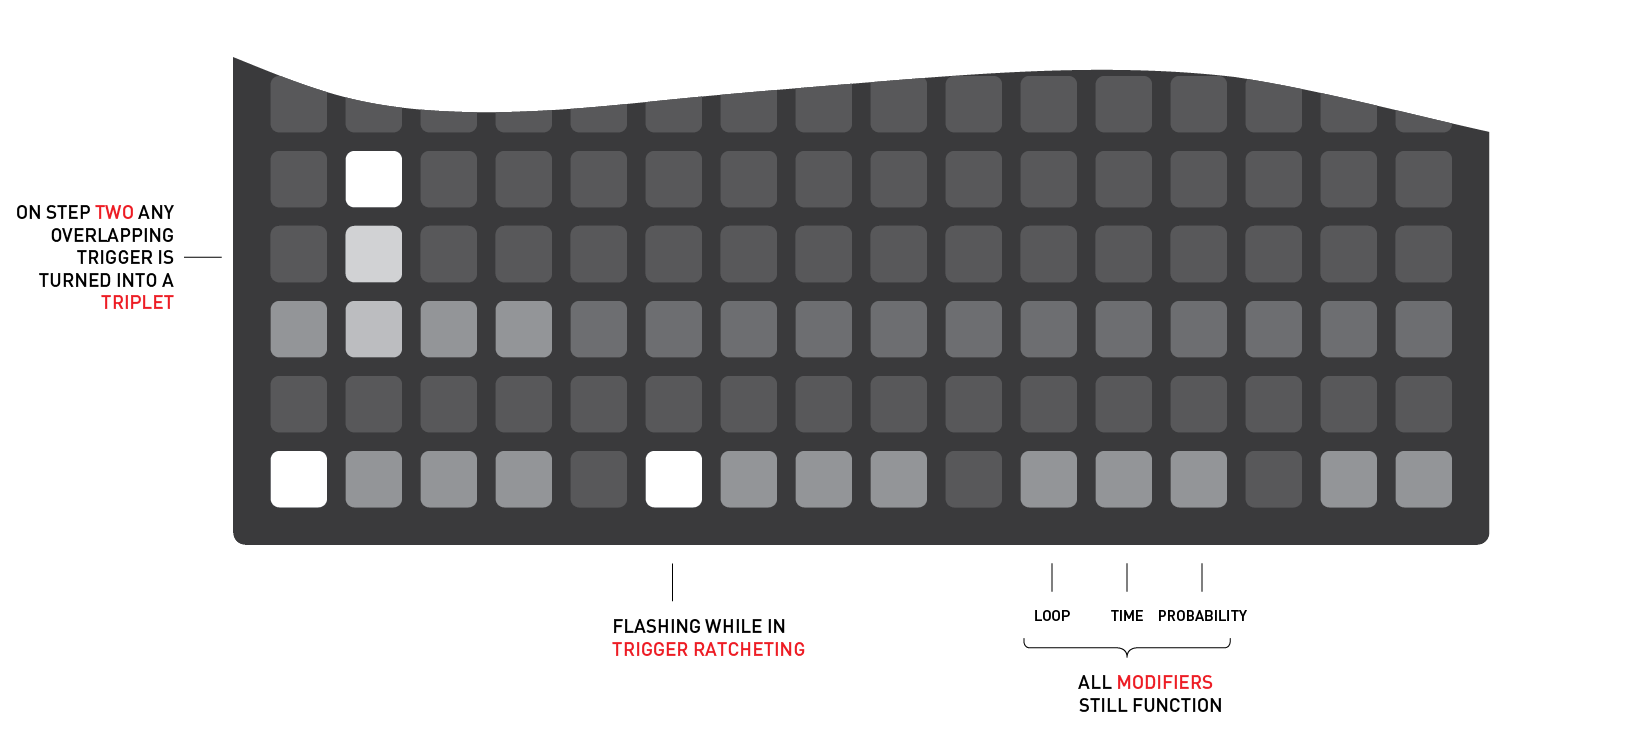 ON STEP TWO ANY
OVERLAPPING
TRIGGER IS
TURNED INTO A
TRIPLET
FLASHING WHILE IN
TRIGGER RATCHETING
LOOP
TIME
PROBABILITY
ALL MODIFIERS
STILL FUNCTION